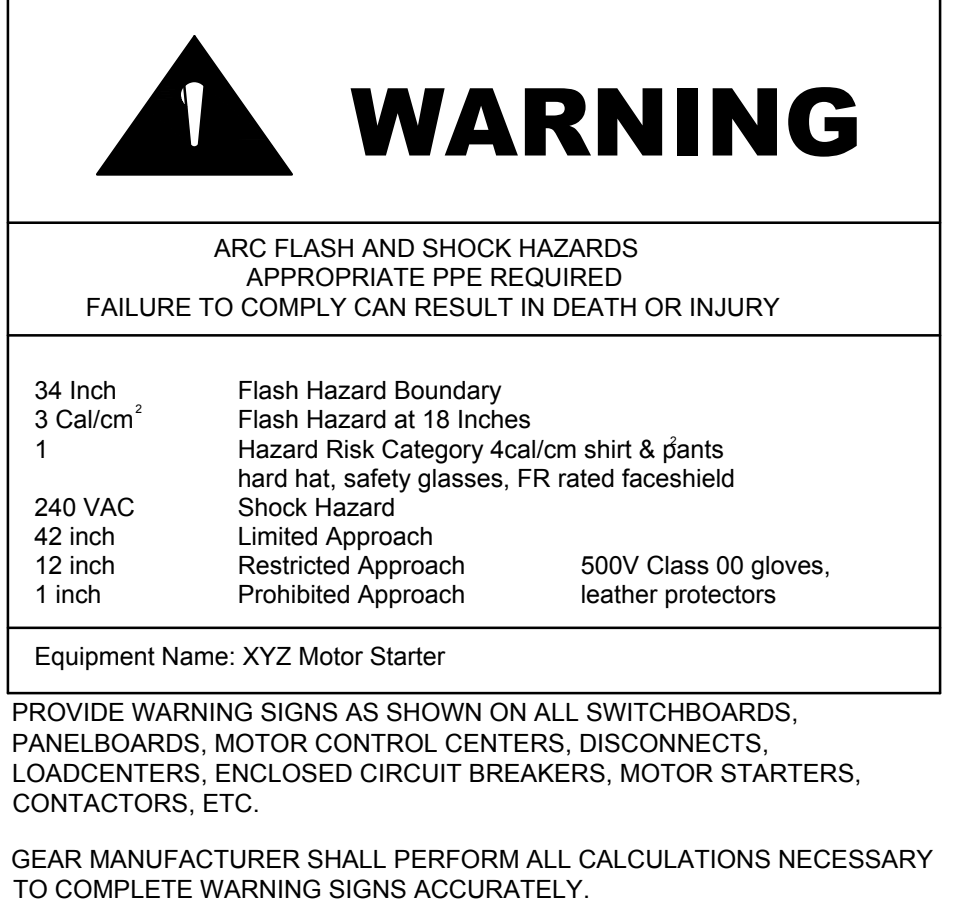 WARNING
ARC FLASH AND SHOCK HAZARDS
APPROPRIATE PPE REQUIRED
FAILURE TO COMPLY CAN RESULT IN DEATH OR INJURY
34 Inch Flash Hazard Boundary
3 Cal/cm² Flash Hazard at 18 Inches
1 Hazard Risk Category 4cal/cm² shirt & pants
hard hat, safety glasses, FR rated faceshield
240 VAC Shock Hazard
42 inch Limited Approach
12 inch Restricted Approach 500V Class 00 gloves,
1 inch Prohibited Approach leather protectors
Equipment Name: XYZ Motor Starter
PROVIDE WARNING SIGNS AS SHOWN ON ALL SWITCHBOARDS,
PANELBOARDS, MOTOR CONTROL CENTERS, DISCONNECTS,
LOADCENTERS, ENCLOSED CIRCUIT BREAKERS, MOTOR STARTERS,
CONTACTORS, ETC.
GEAR MANUFACTURER SHALL PERFORM ALL CALCULATIONS NECESSARY
TO COMPLETE WARNING SIGNS ACCURATELY.